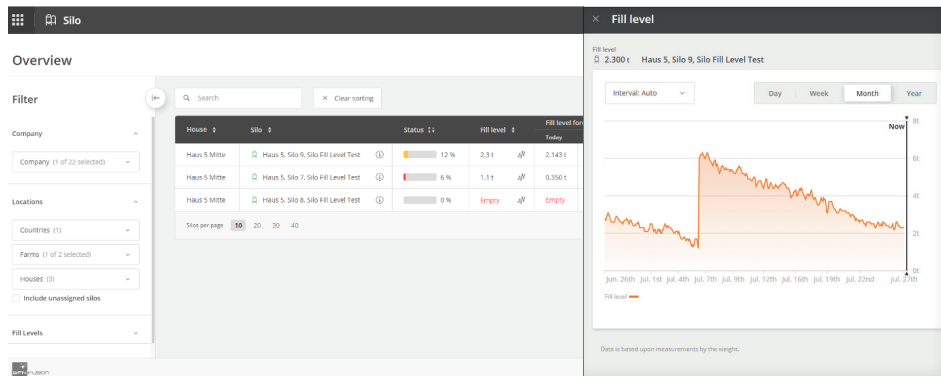 Silo
Overview
Filter
Company
Company (1 of 22 selected)
Locations
Countries (1)
Farms (1 of 2 selected)
Houses (3)
Include unassigned silos
Fill Levels
Search
× Clear sorting
House Silo Status Fill level Fill level for
Today
Haus 5 Mitte Haus 5, Silo 9, Silo Fill Level Test 12 % 2.3 t 2.143 t
Haus 5 Mitte Haus 5, Silo 7, Silo Fill Level Test 6 % 1.1 t 0.350 t
Haus 5 Mitte Haus 5, Silo 8, Silo Fill Level Test 0 % Empty Empty
Silos per page 10 20 30 40
× Fill level
Fill level
2.300 t Haus 5, Silo 9, Silo Fill Level Test
Interval: Auto
Day Week Month Year
Now
8t
6t
4t
2t
0t
Jun. 26th Jul. 1st Jul. 4th Jul. 7th Jul. 9th Jul. 12th Jul. 16th Jul. 19th Jul. 22nd Jul. 27th
Fill level
Data is based upon measurements by the weight.